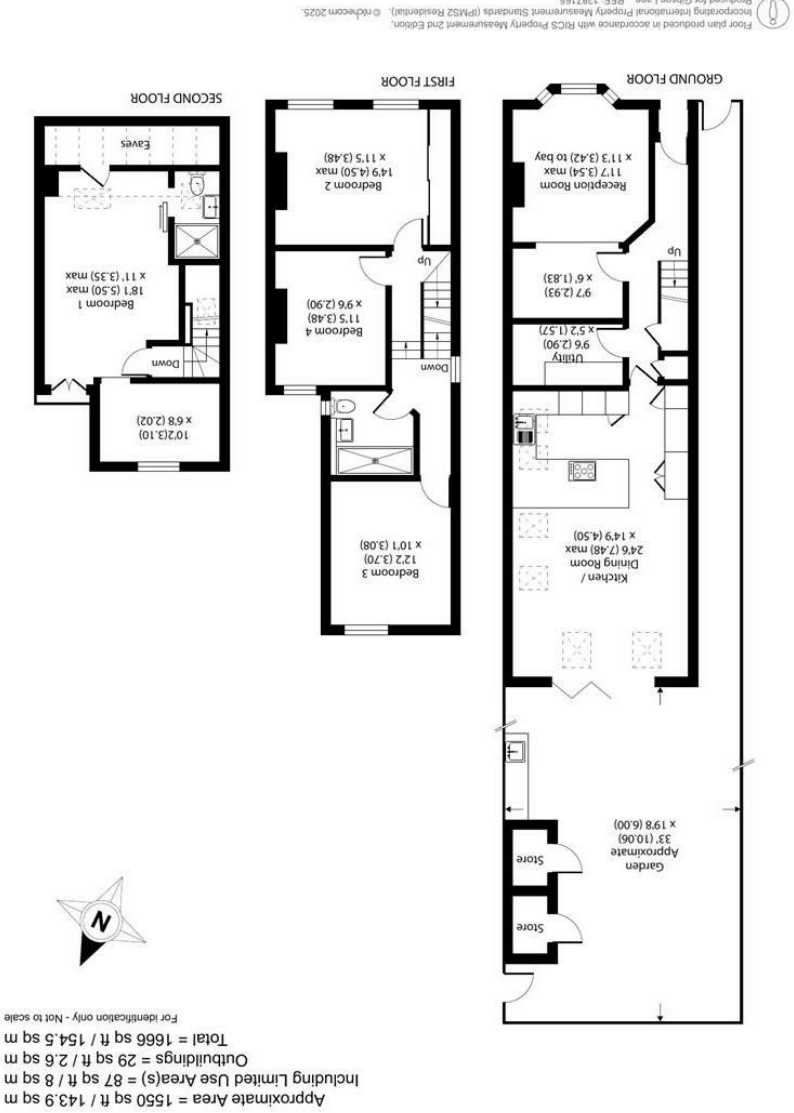 Approximate Area = 1550 sq ft / 143.9 sq m
Including Limited Use Area(s) = 87 sq ft / 8 sq m
Outbuildings = 29 sq ft / 2.6 sq m
Total = 1666 sq ft / 154.5 sq m
For identification only - Not to scale
N
Store
Store
Garden
Approximate
33' (10.06)
x 19'8 (6.00)
Kitchen /
Dining Room
24'6 (7.48) max
x 14'9 (4.50)
Utility
9'6 (2.90)
x 5'2 (1.57)
9'7 (2.93)
x 6' (1.83)
Up
Reception Room
11'7 (3.54) max
x 11'3 (3.42) to bay
GROUND FLOOR
Bedroom 3
12'2 (3.70)
x 10'1 (3.08)
Down
Bedroom 4
11'5 (3.48)
x 9'6 (2.90)
Up
Bedroom 2
14'9 (4.50) max
x 11'5 (3.48)
FIRST FLOOR
10'2 (3.10)
x 6'8 (2.02)
Down
Bedroom 1
18'1 (5.50) max
x 11' (3.35) max
Eaves
SECOND FLOOR
Floor plan produced in accordance with RICS Property Measurement 2nd Edition,
Incorporating International Property Measurement Standards (IPMS2 Residential). © nichecom 2025.
Produced for Gibson Lane. REF: 1287166